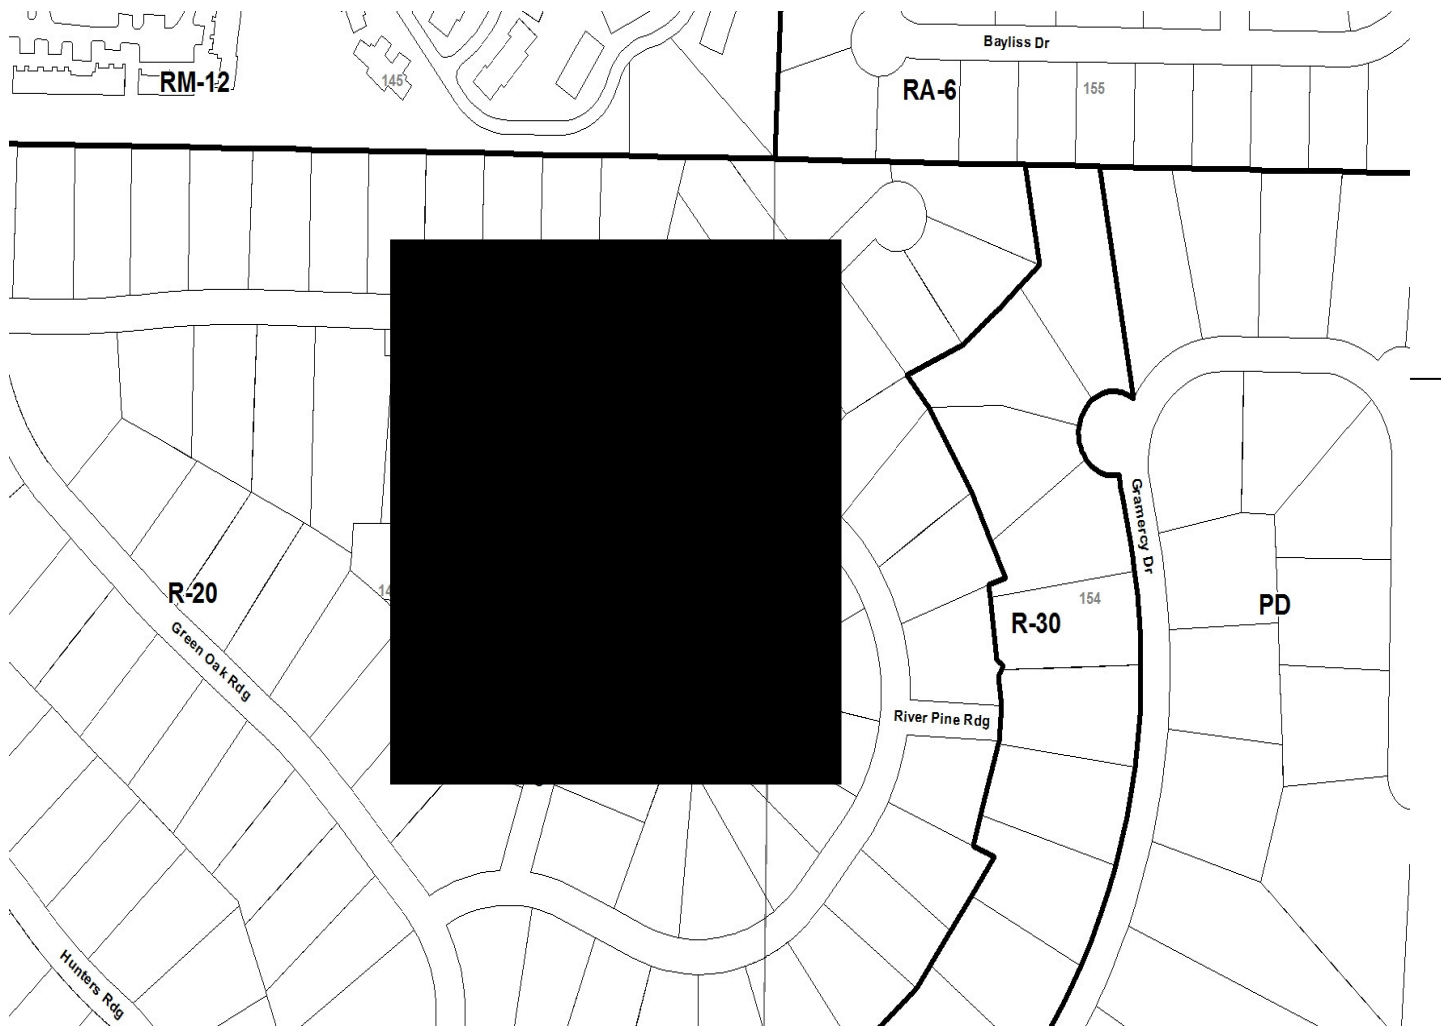 Bayliss Dr
RM-12
145
RA-6
155
Gramercy Dr
R-20
154
PD
R-30
Green Oak Rdg
River Pine Rdg
Hunters Rdg